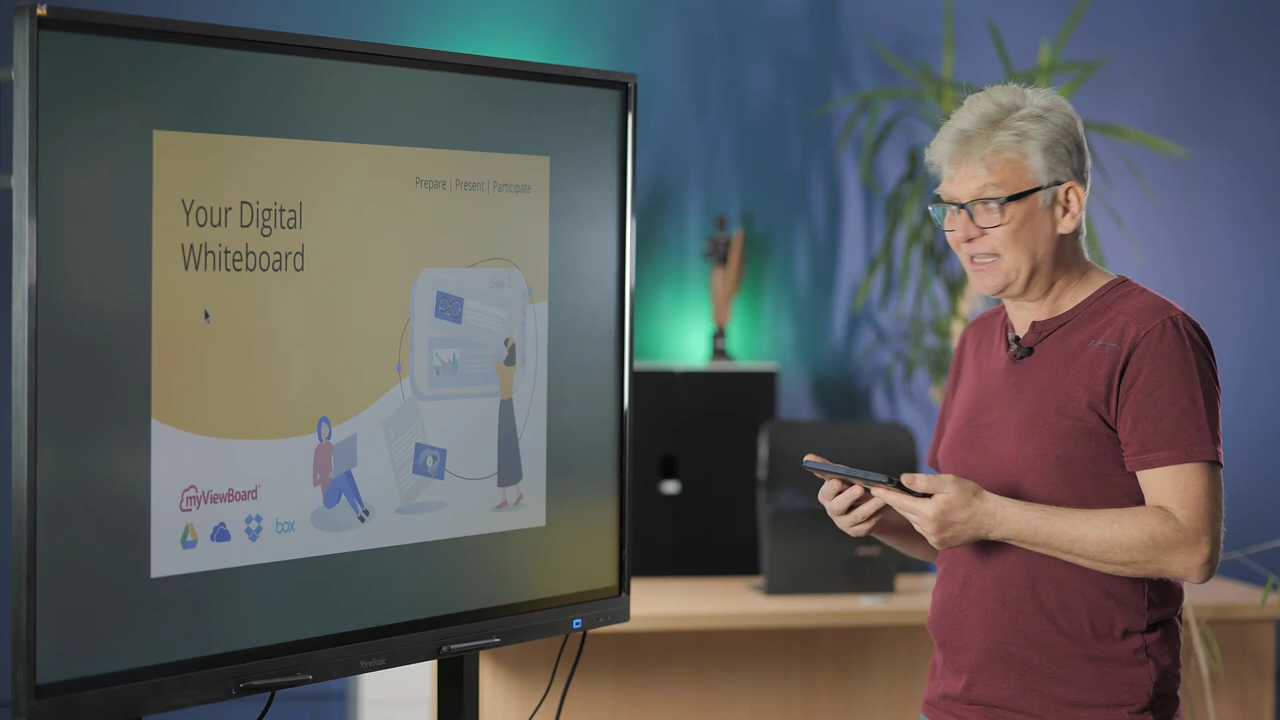 Prepare | Present | Participate
Your Digital
Whiteboard
myViewBoard
box
ViewSonic